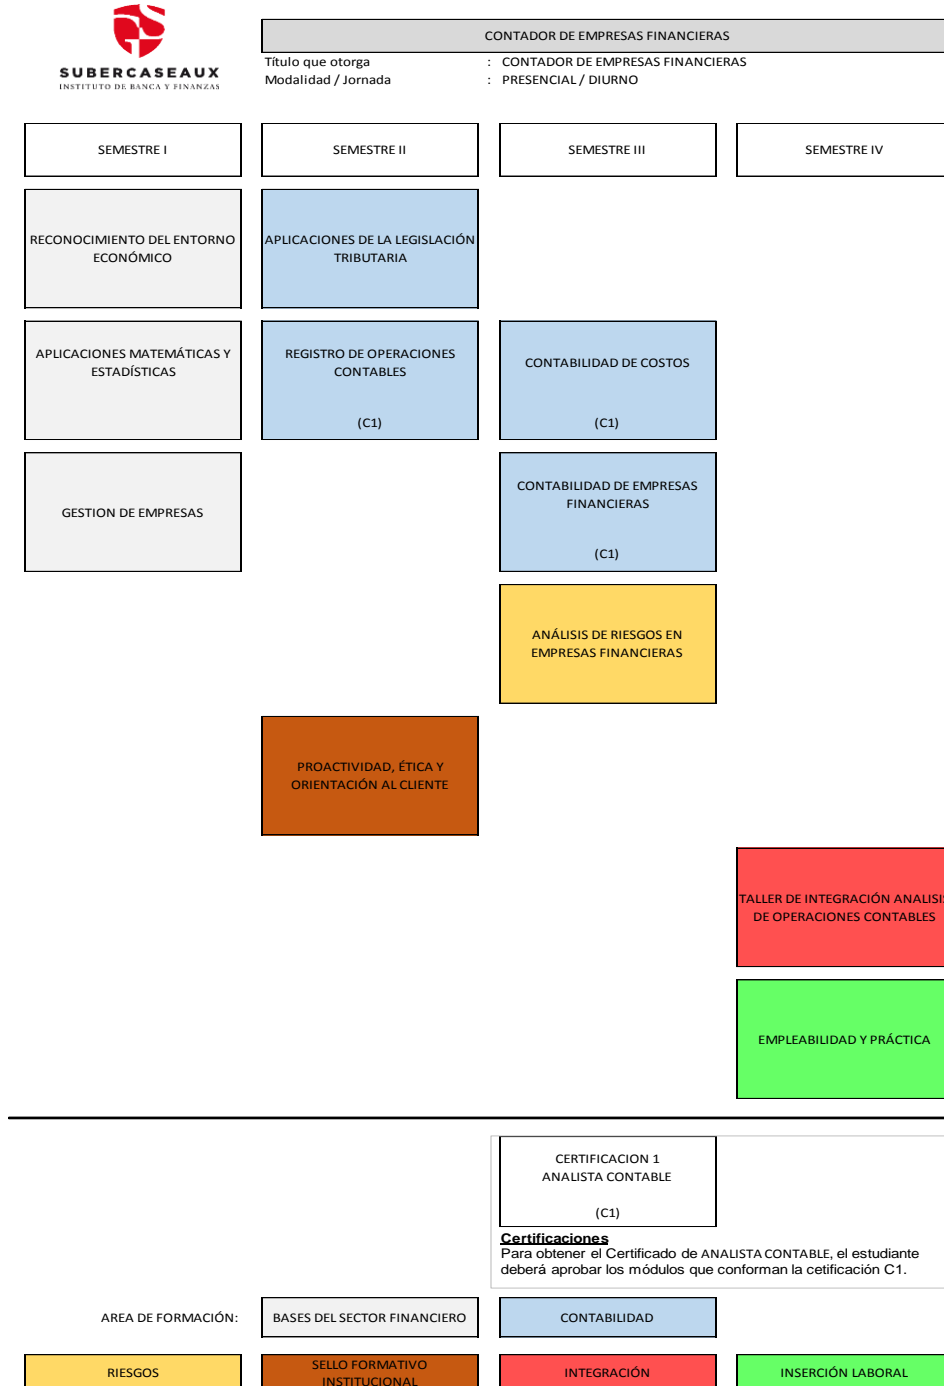 SUBERCASEAUX
INSTITUTO DE BANCA Y FINANZAS
CONTADOR DE EMPRESAS FINANCIERAS
Título que otorga : CONTADOR DE EMPRESAS FINANCIERAS
Modalidad / Jornada : PRESENCIAL / DIURNO
SEMESTRE I
SEMESTRE II
SEMESTRE III
SEMESTRE IV
RECONOCIMIENTO DEL ENTORNO
ECONÓMICO
APLICACIONES DE LA LEGISLACIÓN
TRIBUTARIA
APLICACIONES MATEMÁTICAS Y
ESTADÍSTICAS
REGISTRO DE OPERACIONES
CONTABLES
(C1)
CONTABILIDAD DE COSTOS
(C1)
GESTION DE EMPRESAS
CONTABILIDAD DE EMPRESAS
FINANCIERAS
(C1)
ANÁLISIS DE RIESGOS EN
EMPRESAS FINANCIERAS
PROACTIVIDAD, ÉTICA Y
ORIENTACIÓN AL CLIENTE
TALLER DE INTEGRACIÓN ANALISIS
DE OPERACIONES CONTABLES
EMPLEABILIDAD Y PRÁCTICA
CERTIFICACION 1
ANALISTA CONTABLE
(C1)
Certificaciones
Para obtener el Certificado de ANALISTA CONTABLE, el estudiante
deberá aprobar los módulos que conforman la cetificación C1.
AREA DE FORMACIÓN:
BASES DEL SECTOR FINANCIERO
CONTABILIDAD
RIESGOS
SELLO FORMATIVO
INSTITUCIONAL
INTEGRACIÓN
INSERCIÓN LABORAL